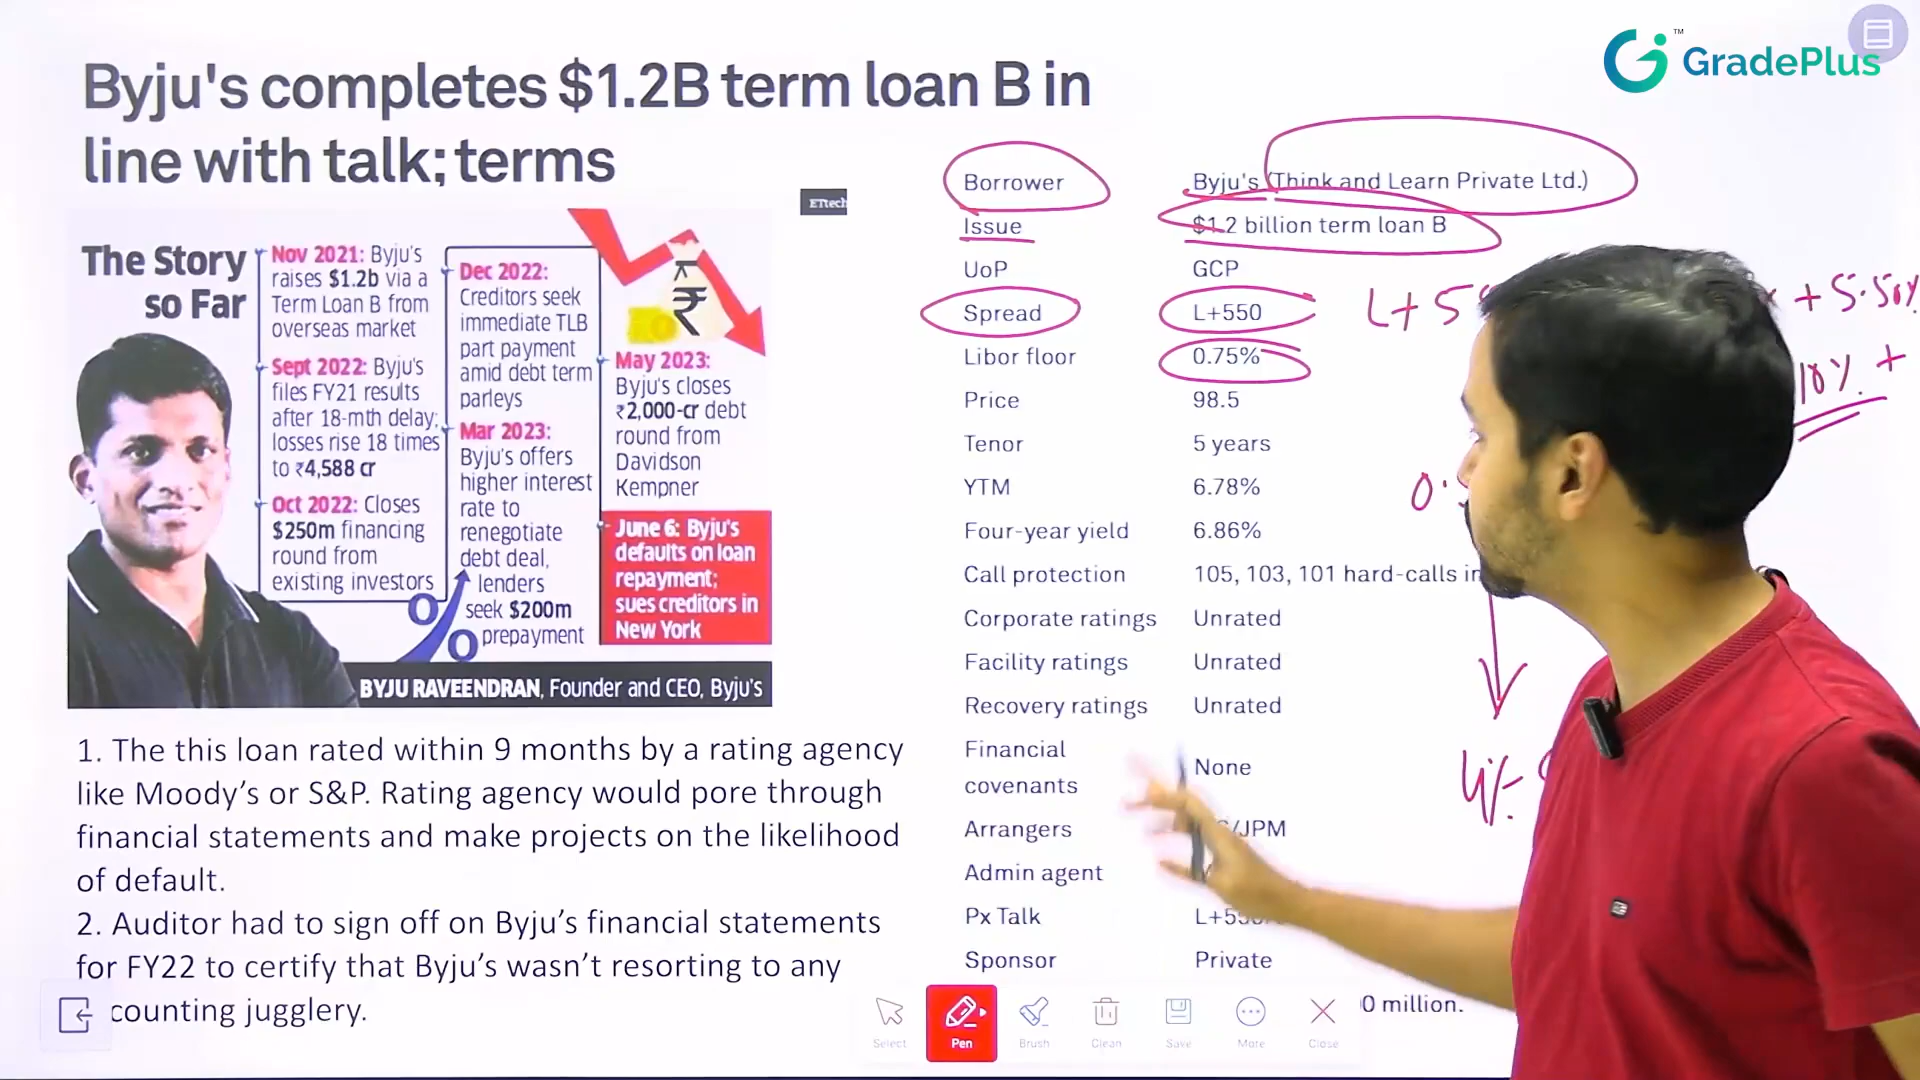 GradePlus
TM
Byju's completes $1.2B term loan B in
line with talk; terms
ETtech
The Story
so Far
Nov 2021: Byju's
raises $1.2b via a
Term Loan B from
overseas market
Sept 2022: Byju's
files FY21 results
after 18-mth delay;
losses rise 18 times
to ₹4,588 cr
Oct 2022: Closes
$250m financing
round from
existing investors
Dec 2022:
Creditors seek
immediate TLB
part payment
amid debt term
parleys
Mar 2023:
Byju's offers
higher interest
rate to
renegotiate
debt deal,
lenders
seek $200m
prepayment
₹
May 2023:
Byju's closes
₹2,000-cr debt
round from
Davidson
Kempner
June 6: Byju's
defaults on loan
repayment;
sues creditors in
New York
BYJU RAVEENDRAN, Founder and CEO, Byju's
1. The this loan rated within 9 months by a rating agency
like Moody's or S&P. Rating agency would pore through
financial statements and make projects on the likelihood
of default.
2. Auditor had to sign off on Byju's financial statements
for FY22 to certify that Byju's wasn't resorting to any
counting jugglery.
Borrower Byju's (Think and Learn Private Ltd.)
Issue $1.2 billion term loan B
UoP GCP
Spread L+550
Libor floor 0.75%
Price 98.5
Tenor 5 years
YTM 6.78%
Four-year yield 6.86%
Call protection 105, 103, 101 hard-calls in
Corporate ratings Unrated
Facility ratings Unrated
Recovery ratings Unrated
Financial
covenants None
Arrangers /JPM
Admin agent
Px Talk L+550
Sponsor Private
0 million.
L+5
+ 5.50%
10% +
0.
4%
Select
Pen
Brush
Clean
Save
More
Close